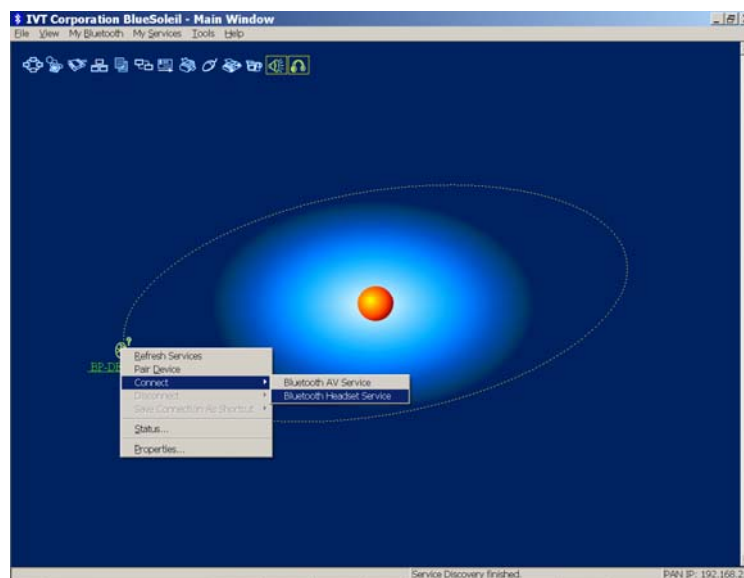 IVT Corporation BlueSoleil - Main Window
File View My Bluetooth My Services Tools Help
BP-DE
Refresh Services
Pair Device
Connect
Bluetooth AV Service
Disconnect
Bluetooth Headset Service
Save Connection As Shortcut
Status...
Properties...
Service Discovery finished.
PAN IP: 192.168.2